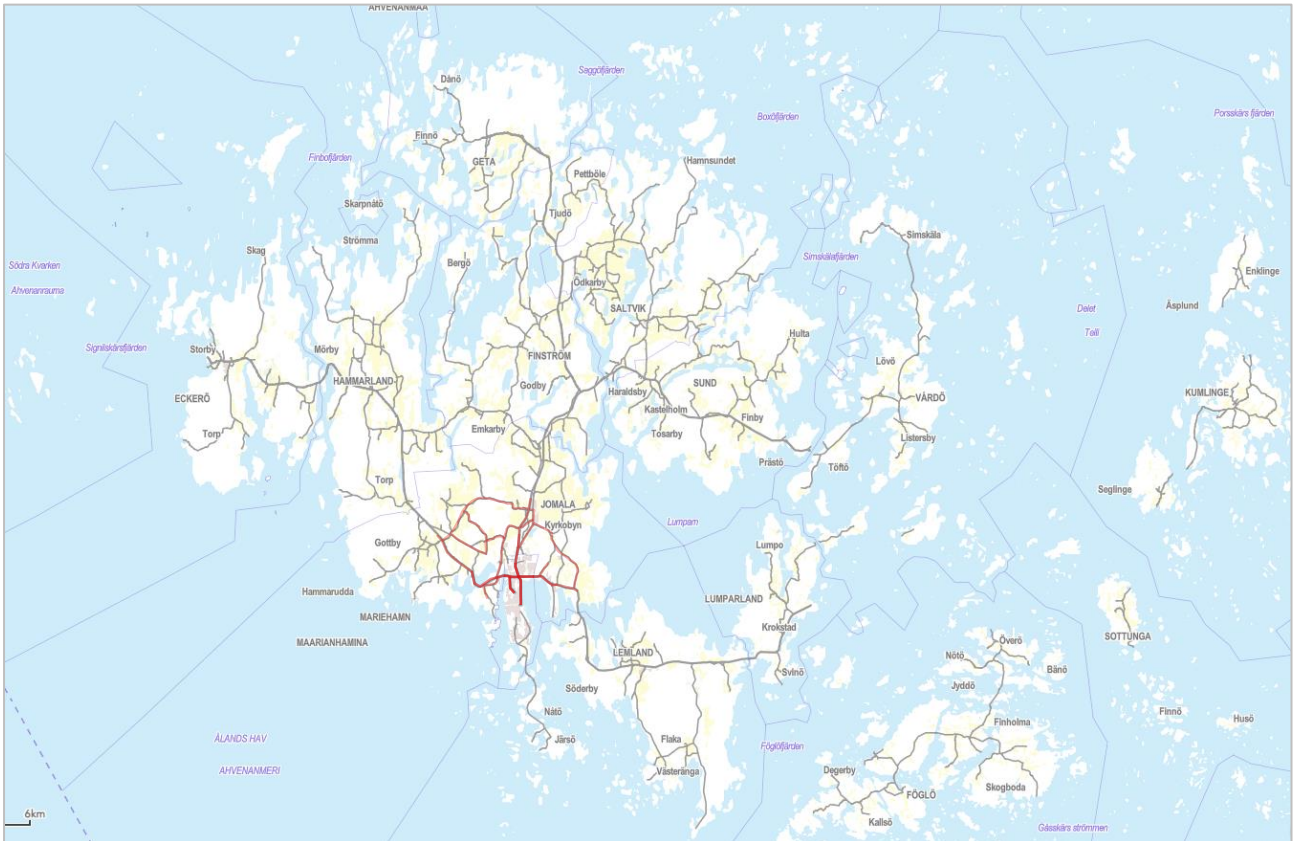 AHVENANMAA
Saggöfjärden
Dånö
Boxöfjärden
Porsskärs fjärden
Finnö
Finbofjärden
GETA
Hamnsundet
Pettböle
Skarpnåtö
Tjudö
Simskäla
Strömma
Skag
Bergö
Simskälafjärden
Södra Kvarken
Ahvenanrauma
Enklinge
Ödkarby
Åsplund
SALTVIK
Delet
Teili
Hulta
Signilskärsfjärden
Storby
Mörby
FINSTRÖM
Lövö
HAMMARLAND
Godby
Haraldsby
SUND
KUMLINGE
ECKERÖ
VÅRDÖ
Kastelholm
Finby
Torp
Emkarby
Tosarby
Listersby
Prästö
Töftö
Torp
Seglinge
JOMALA
Kyrkobyn
Lumparn
Gottby
Lumpo
Hammarudda
LUMPARLAND
MARIEHAMN
Krokstad
SOTTUNGA
MAARIANHAMINA
LEMLAND
Överö
Nötö
Bänö
Svinö
Söderby
Jyddö
Nåtö
Finnö
Husö
Finholma
Järsö
ÅLANDS HAV
Flaka
Föglöfjärden
AHVENANMERI
Västeränga
Degerby
Skogboda
FÖGLÖ
6km
Kallsö
Gåsskärs strömmen